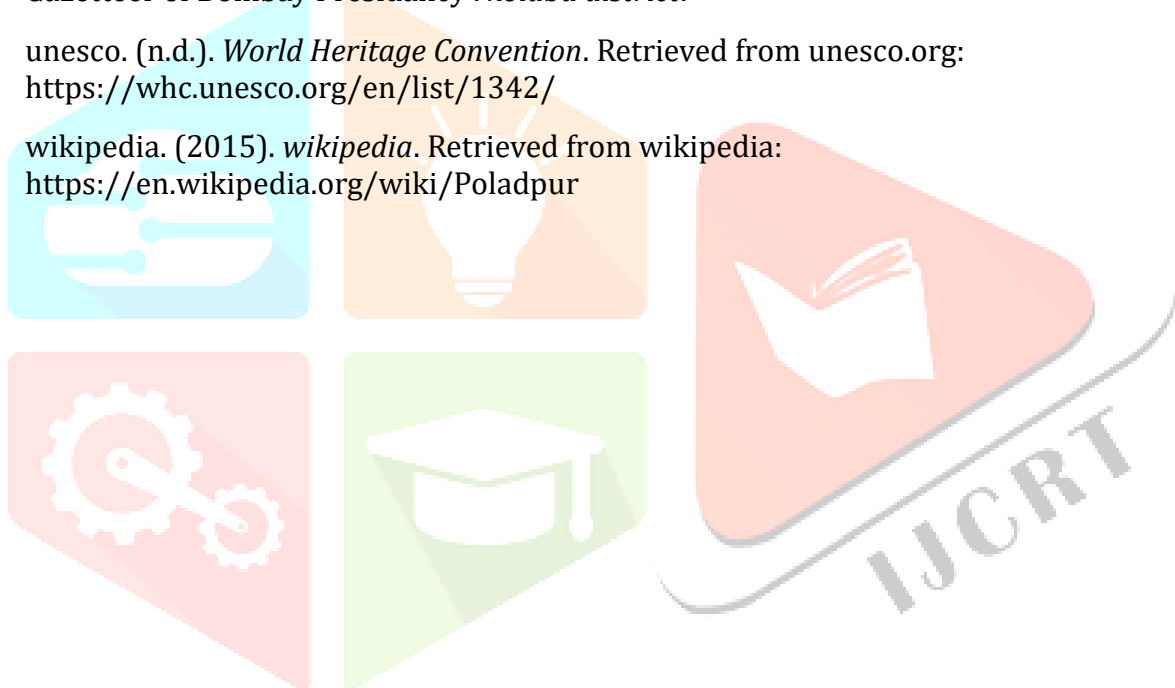 unesco. (n.d.). World Heritage Convention. Retrieved from unesco.org:
https://whc.unesco.org/en/list/1342/
wikipedia. (2015). wikipedia. Retrieved from wikipedia:
https://en.wikipedia.org/wiki/Poladpur
IJCRT